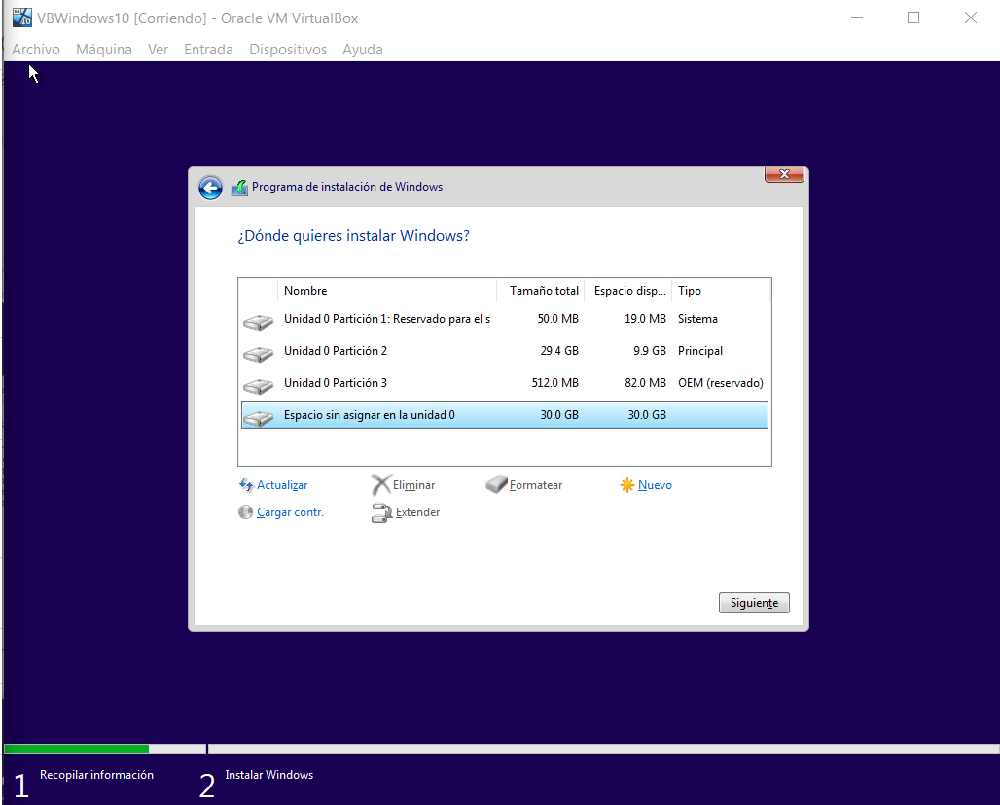 VBWindows10 [Corriendo] - Oracle VM VirtualBox
Archivo Máquina Ver Entrada Dispositivos Ayuda
Programa de instalación de Windows
¿Dónde quieres instalar Windows?
Nombre Tamaño total Espacio disp... Tipo
Unidad 0 Partición 1: Reservado para el s 50.0 MB 19.0 MB Sistema
Unidad 0 Partición 2 29.4 GB 9.9 GB Principal
Unidad 0 Partición 3 512.0 MB 82.0 MB OEM (reservado)
Espacio sin asignar en la unidad 0 30.0 GB 30.0 GB
Actualizar Eliminar Formatear Nuevo
Cargar contr. Extender
Siguiente
1 Recopilar información 2 Instalar Windows